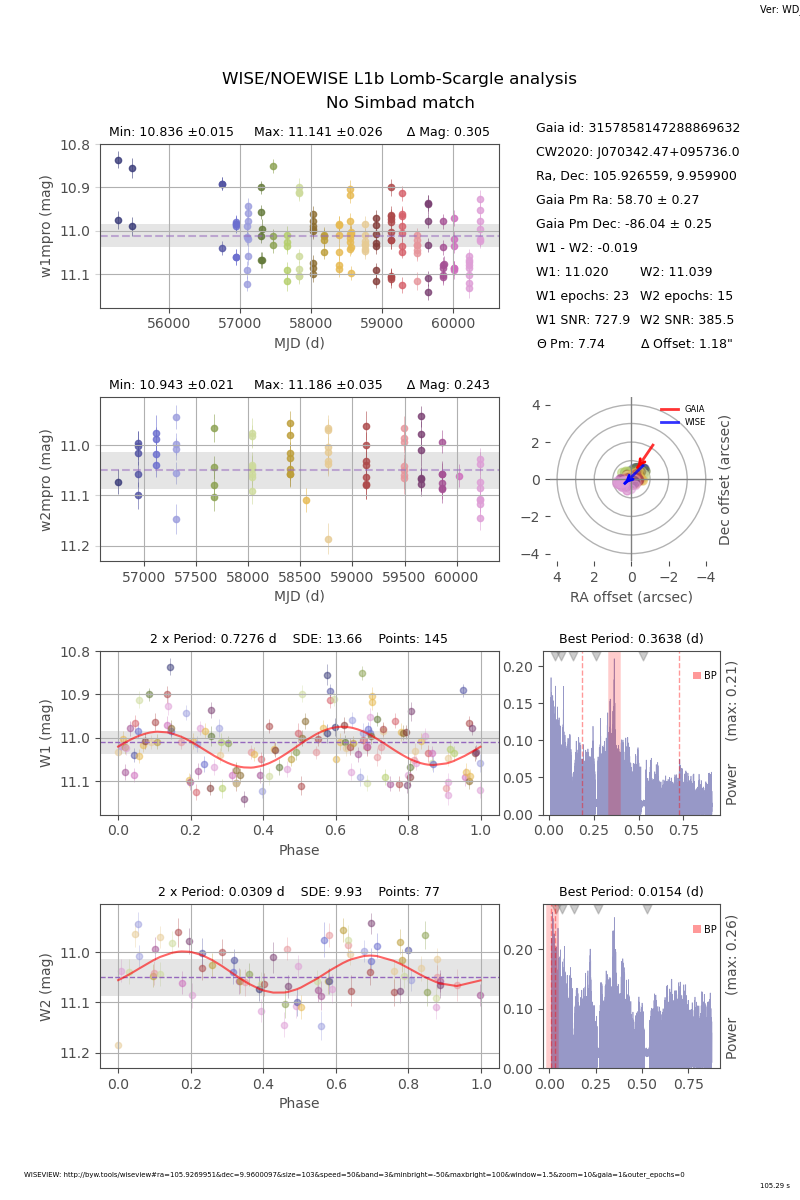 Ver: WD
WISE/NOEWISE L1b Lomb-Scargle analysis
No Simbad match
Min: 10.836 ±0.015 Max: 11.141 ±0.026 Δ Mag: 0.305
10.8
10.9
11.0
11.1
w1mpro (mag)
56000 57000 58000 59000 60000
MJD (d)
Gaia id: 3157858147288869632
CW2020: J070342.47+095736.0
Ra, Dec: 105.926559, 9.959900
Gaia Pm Ra: 58.70 ± 0.27
Gaia Pm Dec: -86.04 ± 0.25
W1 - W2: -0.019
W1: 11.020 W2: 11.039
W1 epochs: 23 W2 epochs: 15
W1 SNR: 727.9 W2 SNR: 385.5
Θ Pm: 7.74 Δ Offset: 1.18"
Min: 10.943 ±0.021 Max: 11.186 ±0.035 Δ Mag: 0.243
11.0
11.1
11.2
w2mpro (mag)
57000 57500 58000 58500 59000 59500 60000
MJD (d)
GAIA
WISE
4
2
0
−2
−4
4 2 0 −2 −4
RA offset (arcsec)
Dec offset (arcsec)
2 x Period: 0.7276 d SDE: 13.66 Points: 145
10.8
10.9
11.0
11.1
W1 (mag)
0.0 0.2 0.4 0.6 0.8 1.0
Phase
Best Period: 0.3638 (d)
BP
0.20
0.15
0.10
0.05
0.00
0.00 0.25 0.50 0.75
Power (max: 0.21)
2 x Period: 0.0309 d SDE: 9.93 Points: 77
11.0
11.1
11.2
W2 (mag)
0.0 0.2 0.4 0.6 0.8 1.0
Phase
Best Period: 0.0154 (d)
BP
0.20
0.10
0.00
0.00 0.25 0.50 0.75
Power (max: 0.26)
WISEVIEW: http://byw.tools/wiseview#ra=105.9269951&dec=9.9600097&size=103&speed=50&band=3&minbright=-50&maxbright=100&window=1.5&zoom=10&gaia=1&outer_epochs=0
105.29 s